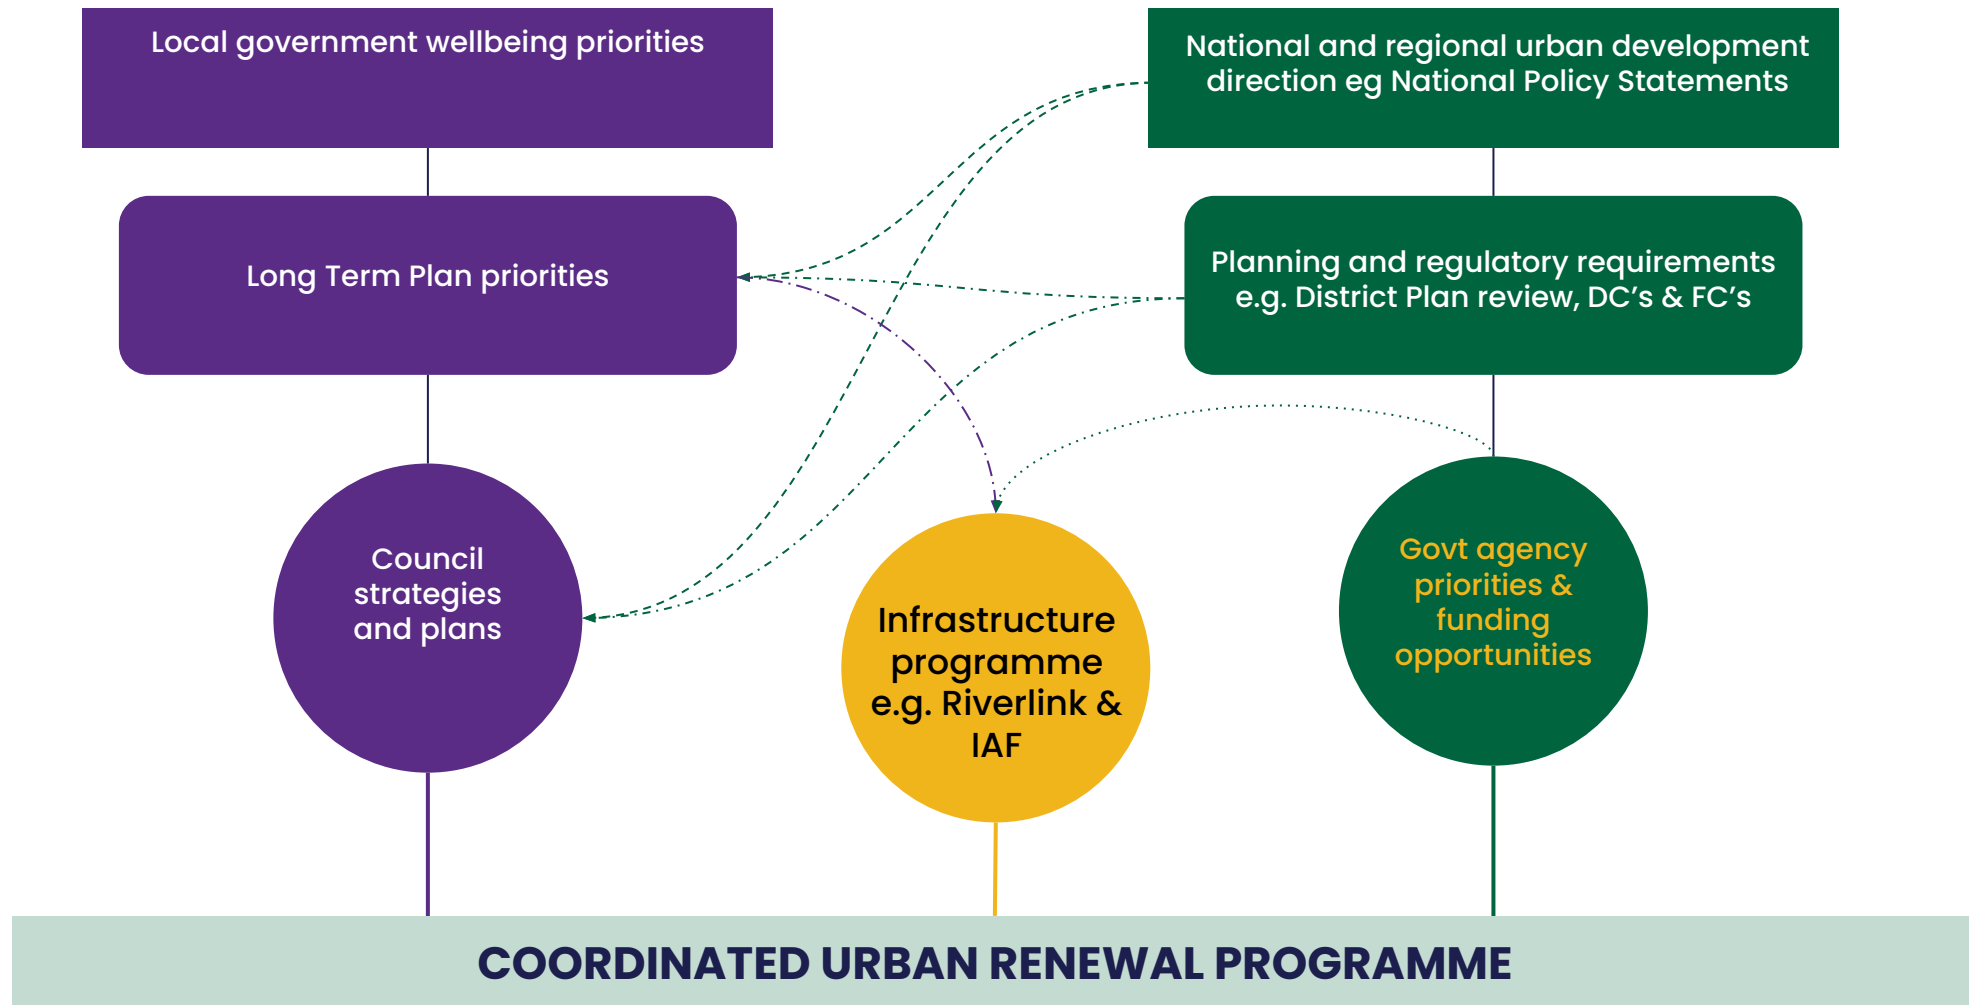 Local government wellbeing priorities
National and regional urban development
direction eg National Policy Statements
Long Term Plan priorities
Planning and regulatory requirements
e.g. District Plan review, DC’s & FC’s
Council
strategies
and plans
Infrastructure
programme
e.g. Riverlink &
IAF
Govt agency
priorities &
funding
opportunities
COORDINATED URBAN RENEWAL PROGRAMME